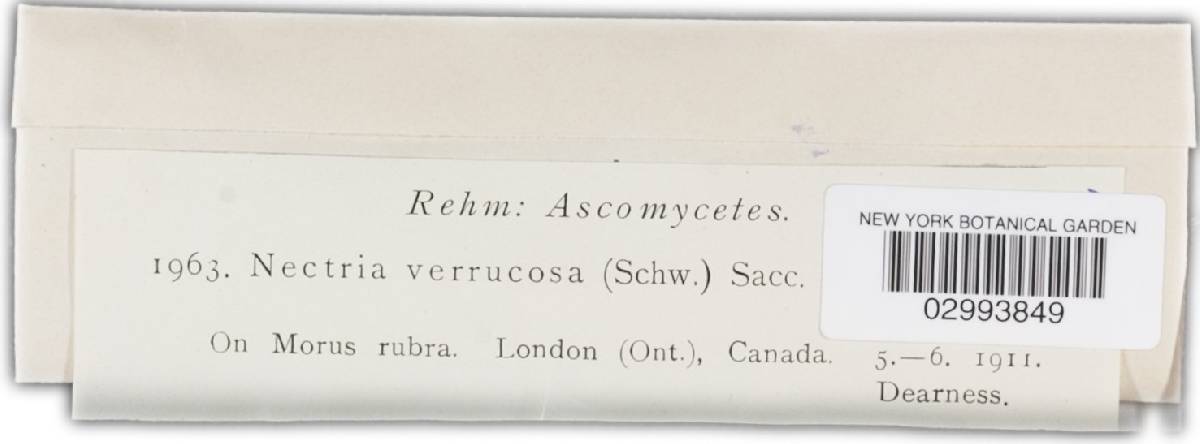 Rehm: Ascomycetes.
1963. Nectria verrucosa (Schw.) Sacc.
On Morus rubra. London (Ont.), Canada. 5.—6. 1911.
Dearness.
NEW YORK BOTANICAL GARDEN
02993849